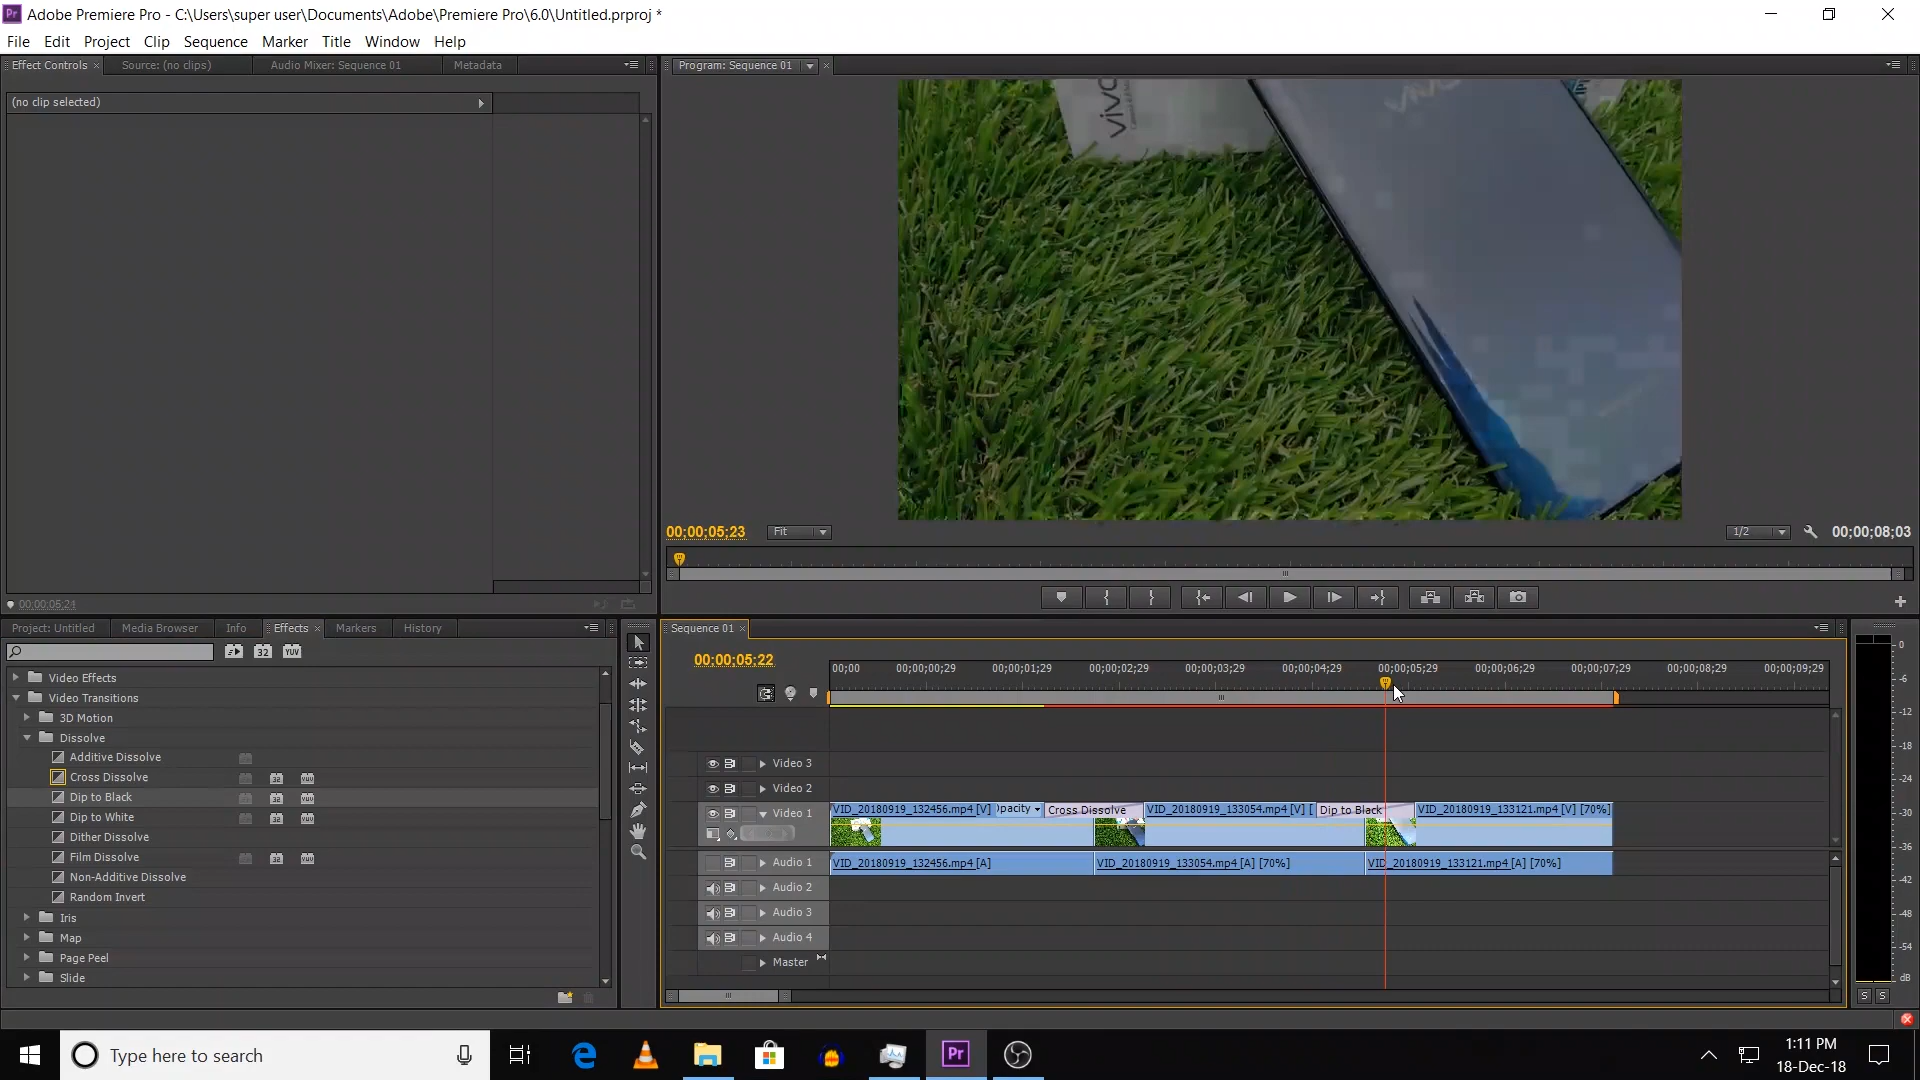 Adobe Premiere Pro - C:\Users\super user\Documents\Adobe\Premiere Pro\6.0\Untitled.prproj *
File Edit Project Clip Sequence Marker Title Window Help
Effect Controls × Source: (no clips) Audio Mixer: Sequence 01 Metadata
Program: Sequence 01 ×
(no clip selected)
vivo
vivo
00;00;05;23 Fit 1/2 00;00;08;03
00;00;05;24
Project: Untitled Media Browser Info Effects × Markers History
32 YUV
Video Effects
Video Transitions
3D Motion
Dissolve
Additive Dissolve
Cross Dissolve
Dip to Black
Dip to White
Dither Dissolve
Film Dissolve
Non-Additive Dissolve
Random Invert
Iris
Map
Page Peel
Slide
Sequence 01 ×
00;00;05;22
00;00 00;00;00;29 00;00;01;29 00;00;02;29 00;00;03;29 00;00;04;29 00;00;05;29 00;00;06;29 00;00;07;29 00;00;08;29 00;00;09;29
Video 3
Video 2
Video 1
VID_20180919_132456.mp4 [V] )pacity Cross Dissolve VID_20180919_133054.mp4 [V] [ Dip to Black VID_20180919_133121.mp4 [V] [70%]
Audio 1 VID_20180919_132456.mp4 [A] VID_20180919_133054.mp4 [A] [70%] VID_20180919_133121.mp4 [A] [70%]
Audio 2
Audio 3
Audio 4
Master
0
-6
-12
-18
-24
-30
-36
-42
-48
-54
dB
S S
Type here to search
Pr
1:11 PM
18-Dec-18